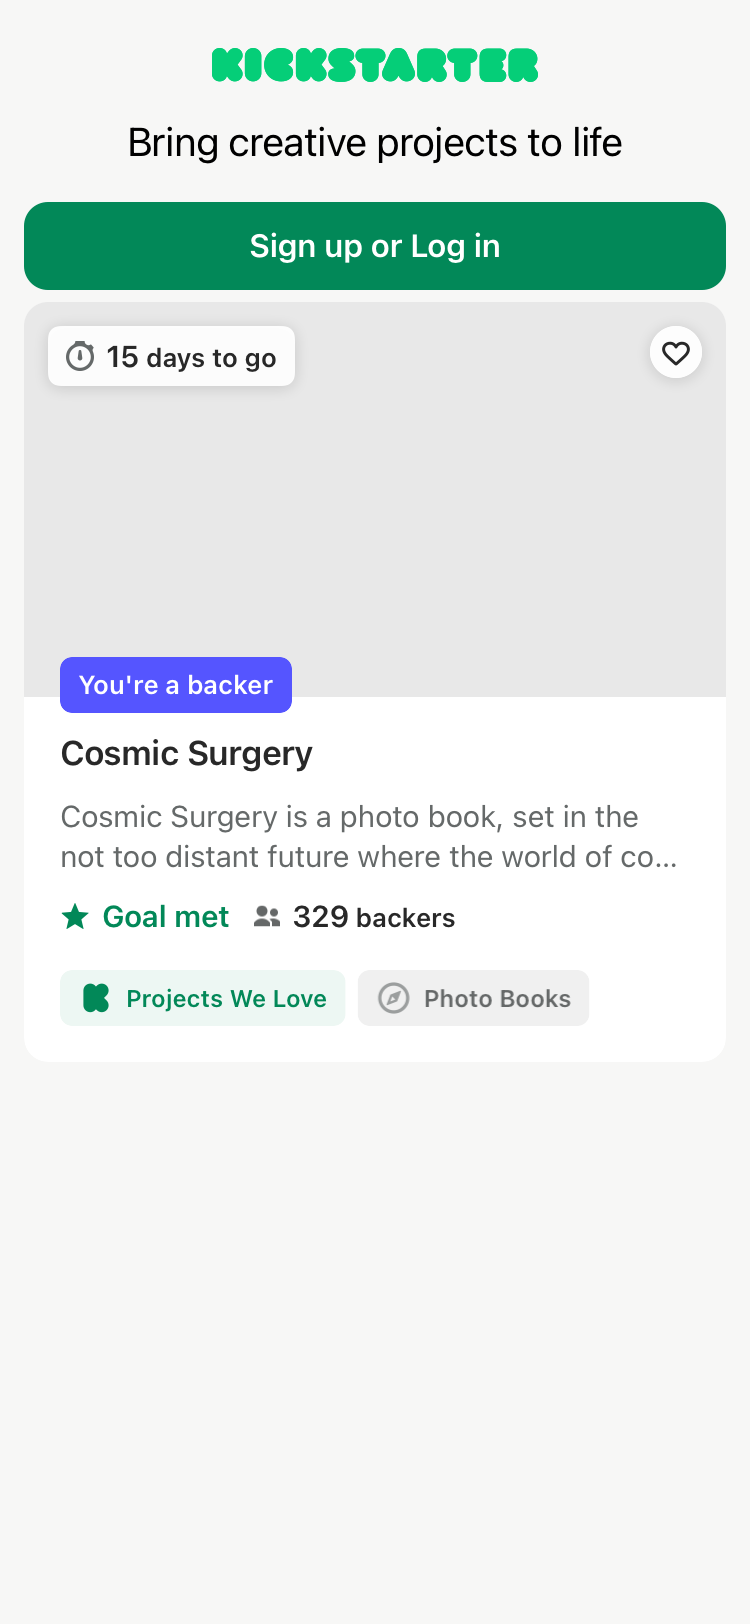 KICKSTARTER
Bring creative projects to life
Sign up or Log in
15 days to go
You're a backer
Cosmic Surgery
Cosmic Surgery is a photo book, set in the
not too distant future where the world of co...
Goal met 329 backers
Projects We Love Photo Books